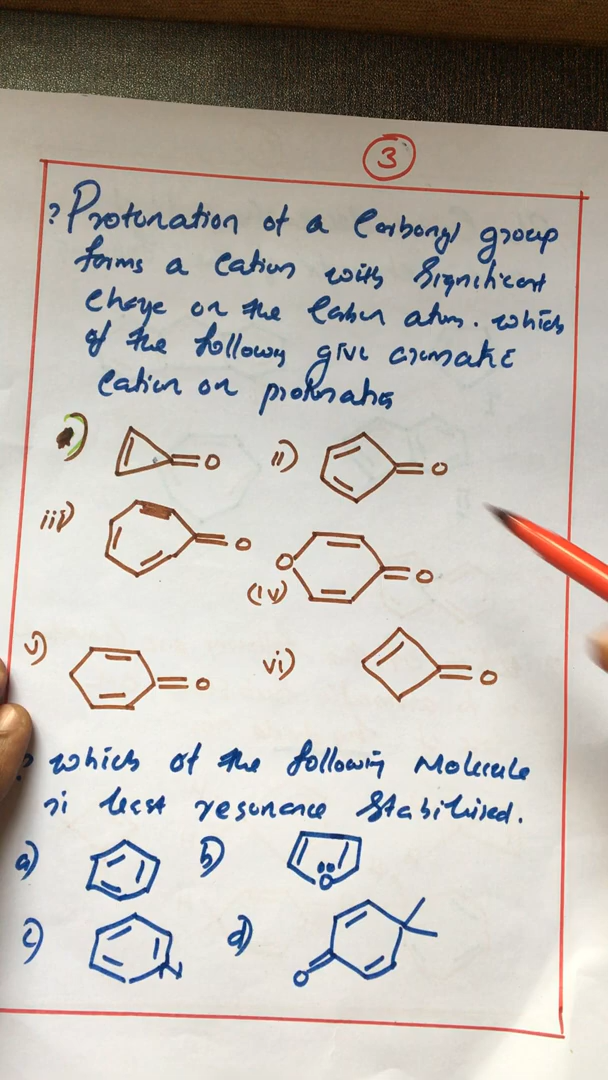 3
? Protonation of a Carbonyl group
forms a Cation with Significant
Charge on the Carbon atom. which
of the following give aromatic
Cation on protonation
=O ii) =O
iii) =O (iv) O =O
v) =O vi) =O
? which of the following Molecule
is least resonance Stabilised.
a) b) O
c) N d) O